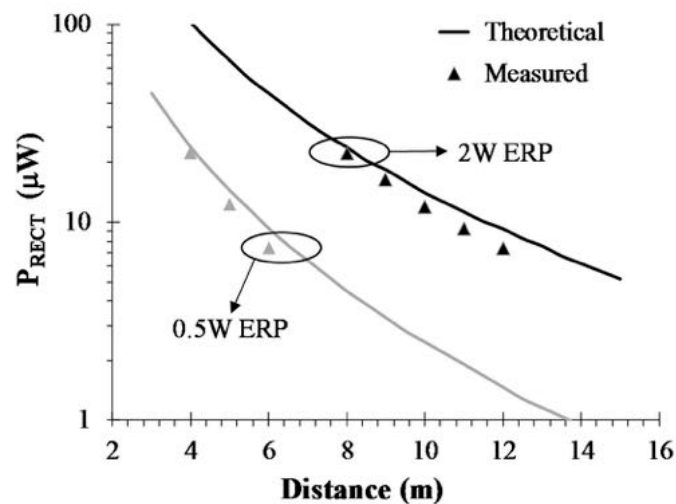 100
10
1
P_RECT (μW)
Theoretical
Measured
2W ERP
0.5W ERP
2 4 6 8 10 12 14 16
Distance (m)